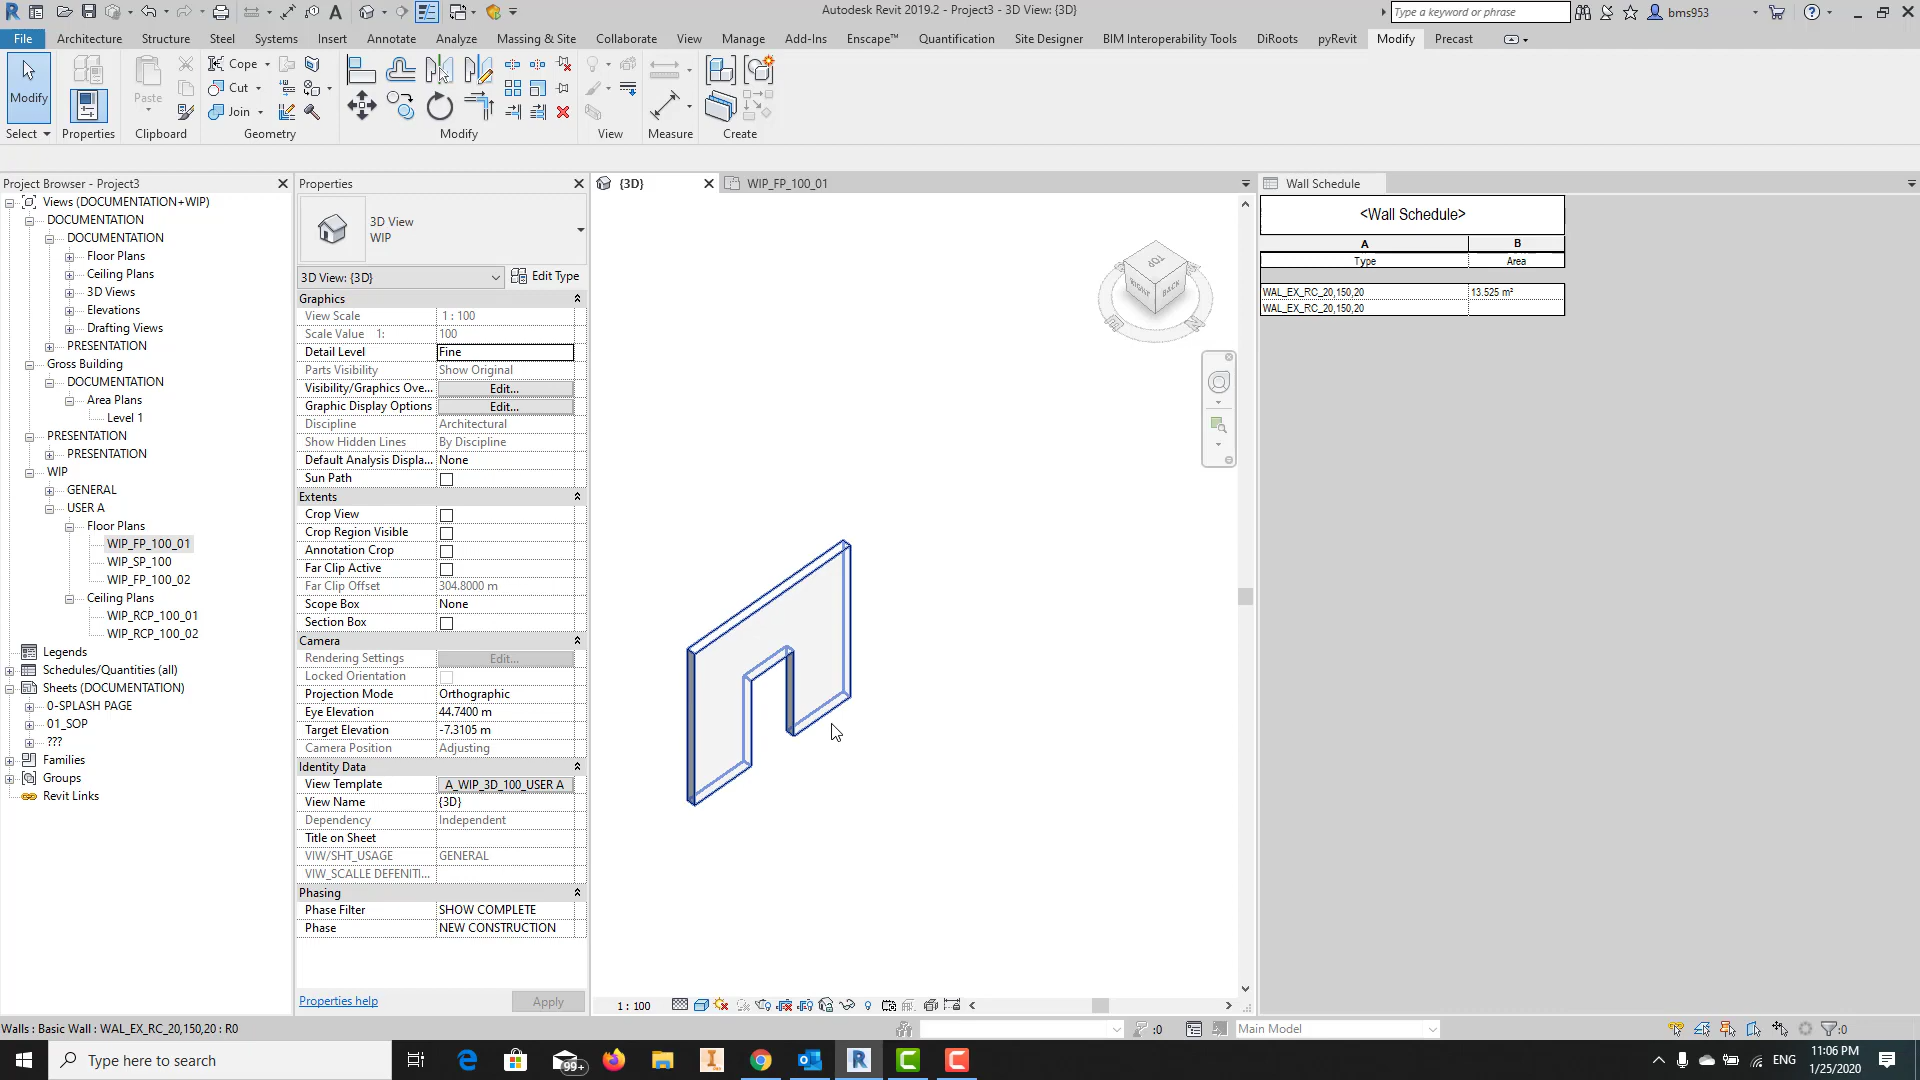 Autodesk Revit 2019.2 - Project3 - 3D View: {3D}
Type a keyword or phrase
bms953
File
Architecture
Structure
Steel
Systems
Insert
Annotate
Analyze
Massing & Site
Collaborate
View
Manage
Add-Ins
Enscape™
Quantification
Site Designer
BIM Interoperability Tools
DiRoots
pyRevit
Modify
Precast
Modify
Paste
Cope
Cut
Join
Select
Properties
Clipboard
Geometry
Modify
View
Measure
Create
Project Browser - Project3
Views (DOCUMENTATION+WIP)
DOCUMENTATION
DOCUMENTATION
Floor Plans
Ceiling Plans
3D Views
Elevations
Drafting Views
PRESENTATION
Gross Building
DOCUMENTATION
Area Plans
Level 1
PRESENTATION
PRESENTATION
WIP
GENERAL
USER A
Floor Plans
WIP_FP_100_01
WIP_SP_100
WIP_FP_100_02
Ceiling Plans
WIP_RCP_100_01
WIP_RCP_100_02
Legends
Schedules/Quantities (all)
Sheets (DOCUMENTATION)
0-SPLASH PAGE
01_SOP
???
Families
Groups
Revit Links
Properties
3D View
WIP
3D View: {3D}
Edit Type
Graphics
View Scale 1 : 100
Scale Value 1: 100
Detail Level Fine
Parts Visibility Show Original
Visibility/Graphics Ove... Edit...
Graphic Display Options Edit...
Discipline Architectural
Show Hidden Lines By Discipline
Default Analysis Displa... None
Sun Path
Extents
Crop View
Crop Region Visible
Annotation Crop
Far Clip Active
Far Clip Offset 304.8000 m
Scope Box None
Section Box
Camera
Rendering Settings Edit...
Locked Orientation
Projection Mode Orthographic
Eye Elevation 44.7400 m
Target Elevation -7.3105 m
Camera Position Adjusting
Identity Data
View Template A_WIP_3D_100_USER A
View Name {3D}
Dependency Independent
Title on Sheet
VIW/SHT_USAGE GENERAL
VIW_SCALLE DEFENITI...
Phasing
Phase Filter SHOW COMPLETE
Phase NEW CONSTRUCTION
Properties help
Apply
{3D}
WIP_FP_100_01
TOP
RIGHT
BACK
1 : 100
Wall Schedule
<Wall Schedule>
A B
Type Area
WAL_EX_RC_20,150,20 13.525 m²
WAL_EX_RC_20,150,20
Walls : Basic Wall : WAL_EX_RC_20,150,20 : R0
:0
Main Model
:0
Type here to search
99+
ENG
11:06 PM
1/25/2020